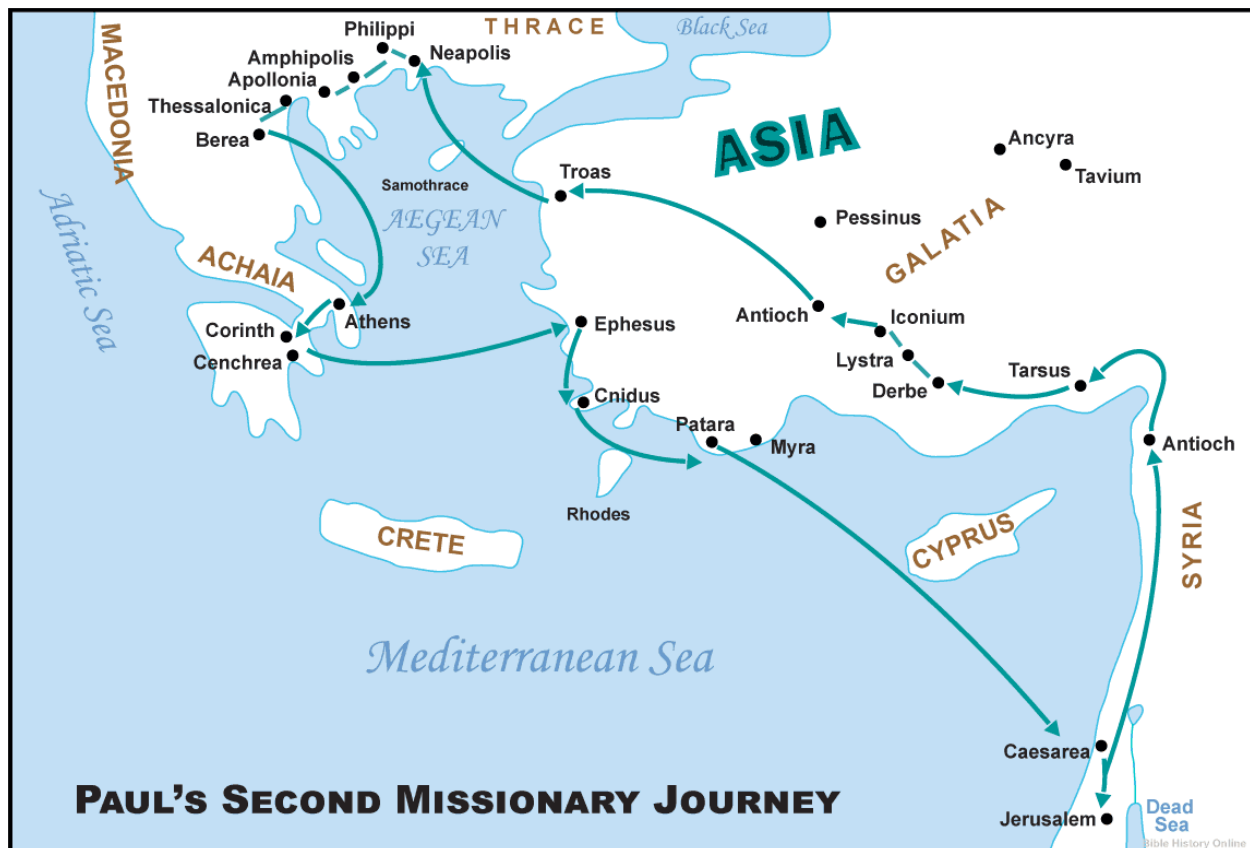 THRACE
Black Sea
MACEDONIA
Philippi
Neapolis
Amphipolis
Apollonia
Thessalonica
Berea
ASIA
Ancyra
Tavium
Troas
Samothrace
AEGEAN
SEA
Pessinus
GALATIA
Adriatic Sea
ACHAIA
Athens
Corinth
Cenchrea
Ephesus
Antioch
Iconium
Lystra
Derbe
Tarsus
Cnidus
Patara
Myra
Antioch
Rhodes
CRETE
CYPRUS
SYRIA
Mediterranean Sea
Caesarea
Jerusalem
Dead
Sea
PAUL'S SECOND MISSIONARY JOURNEY
Bible History Online